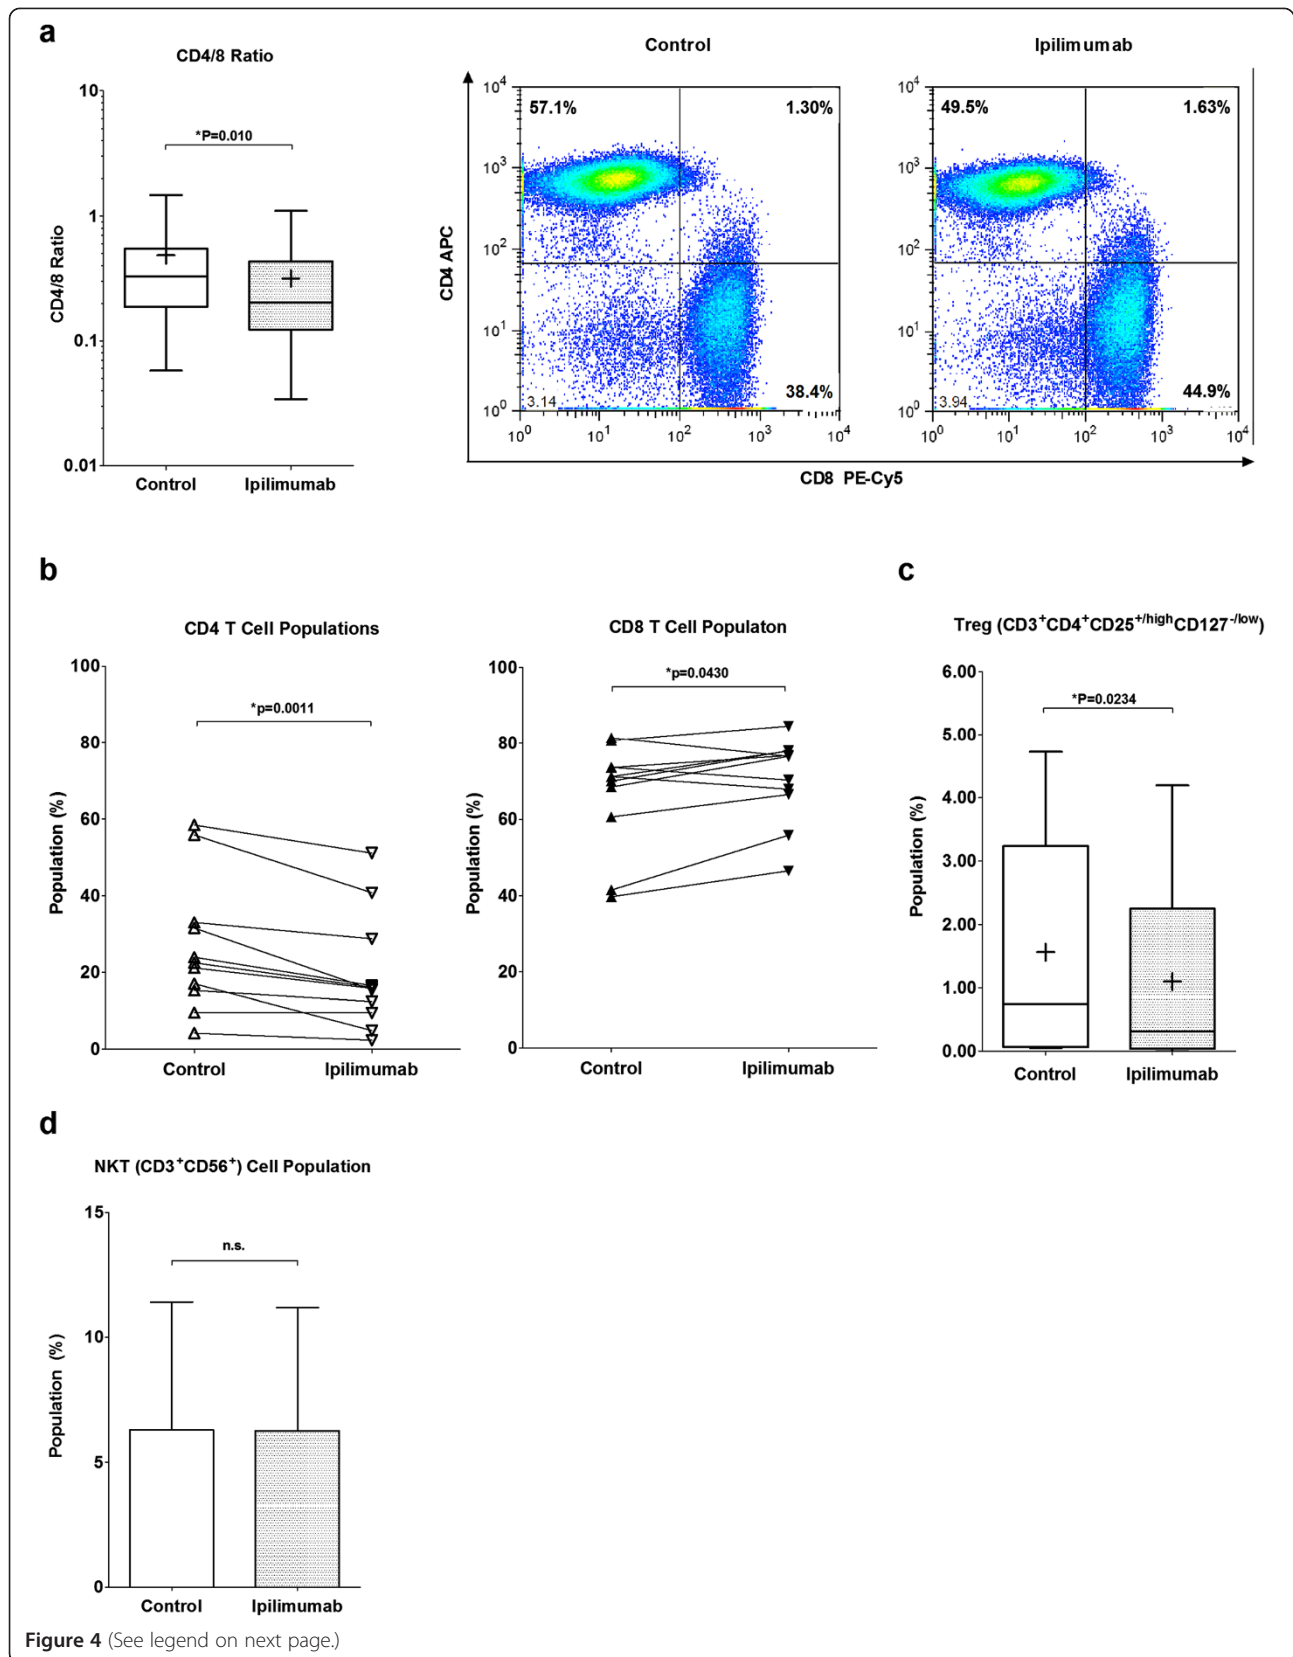 a
CD4/8 Ratio
10
1
0.1
0.01
CD4/8 Ratio
*P=0.010
Control Ipilimumab
Control
57.1% 1.30%
3.14 38.4%
10⁴
10³
10²
10¹
10⁰
10⁰ 10¹ 10² 10³ 10⁴
CD4 APC
Ipilimumab
49.5% 1.63%
3.94 44.9%
10⁴
10³
10²
10¹
10⁰
10⁰ 10¹ 10² 10³ 10⁴
CD8 PE-Cy5
b
CD4 T Cell Populations
100
80
60
40
20
0
Population (%)
*p=0.0011
Control Ipilimumab
CD8 T Cell Populaton
100
80
60
40
20
0
Population (%)
*p=0.0430
Control Ipilimumab
c
Treg (CD3⁺CD4⁺CD25⁺/ʰⁱᵍʰCD127⁻/ˡᵒʷ)
6.00
5.00
4.00
3.00
2.00
1.00
0.00
Population (%)
*P=0.0234
Control Ipilimumab
d
NKT (CD3⁺CD56⁺) Cell Population
15
10
5
0
Population (%)
n.s.
Control Ipilimumab
Figure 4 (See legend on next page.)